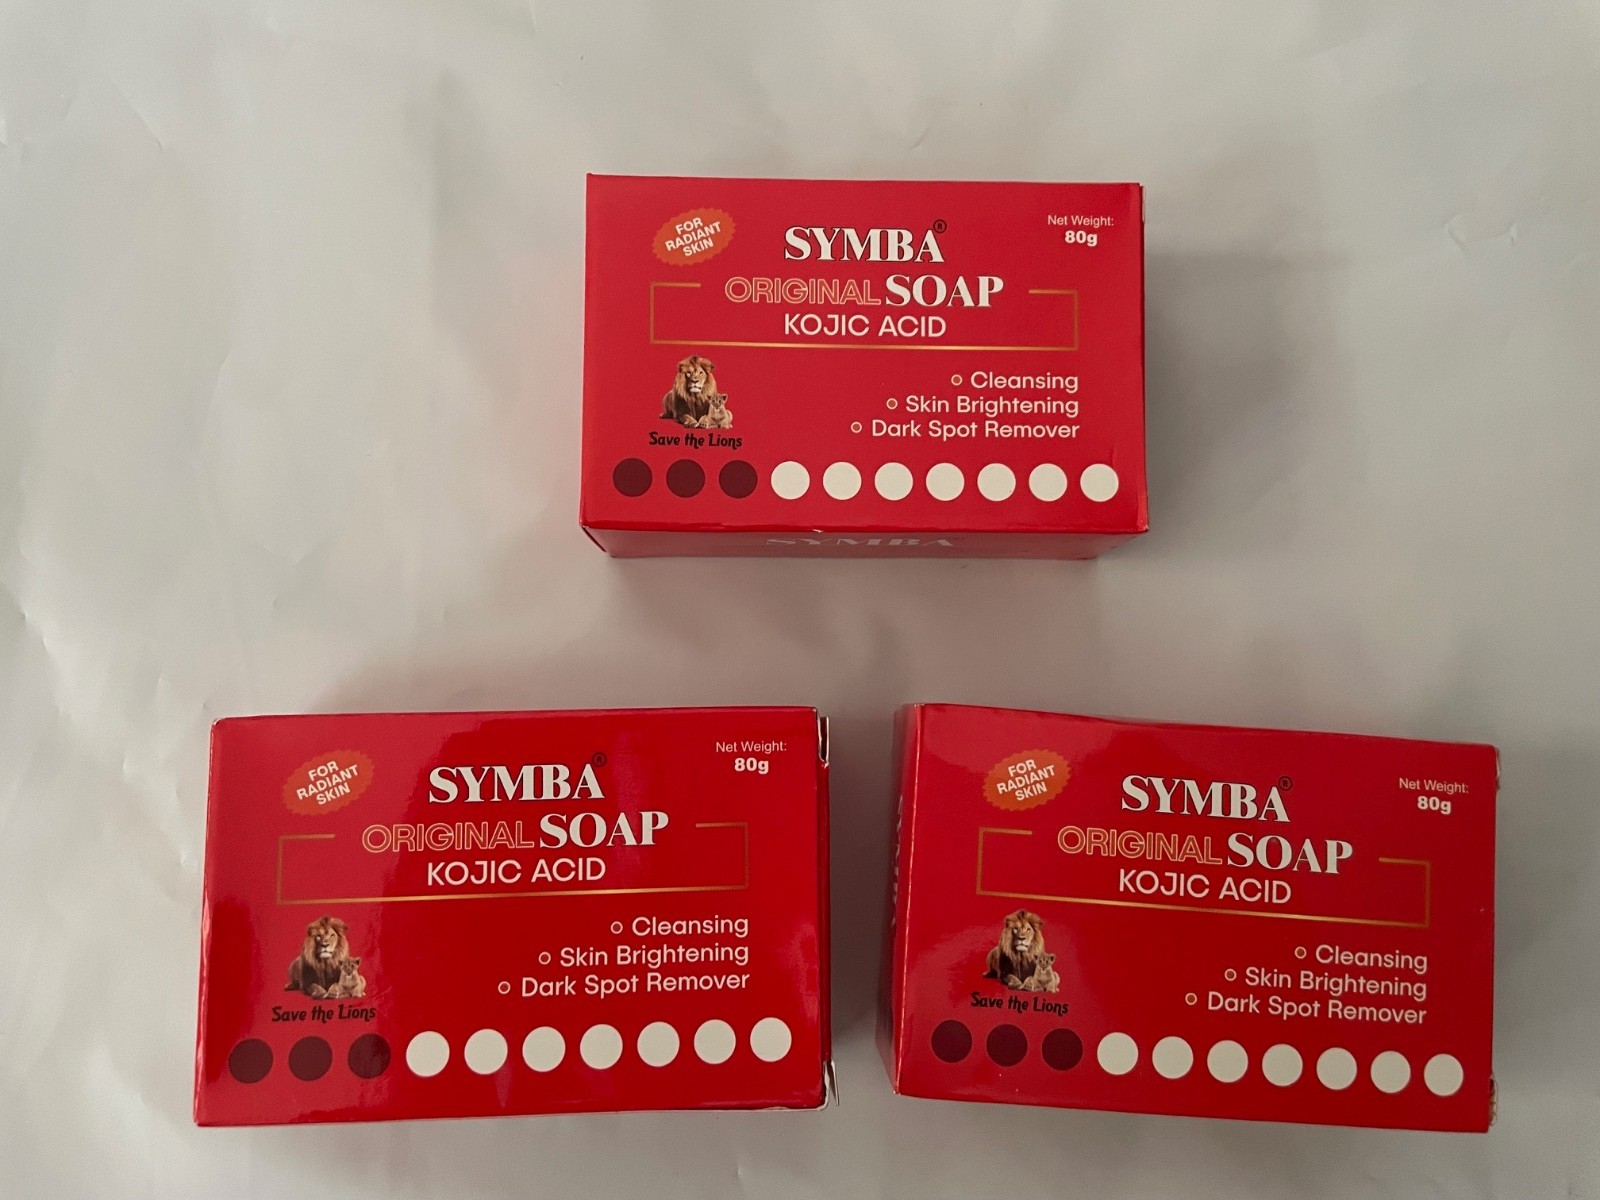 FOR
RADIANT
SKIN
SYMBA®
Net Weight:
80g
ORIGINAL SOAP
KOJIC ACID
Cleansing
Skin Brightening
Dark Spot Remover
Save the Lions
SYMBA
FOR
RADIANT
SKIN
SYMBA®
Net Weight:
80g
ORIGINAL SOAP
KOJIC ACID
Cleansing
Skin Brightening
Dark Spot Remover
Save the Lions
FOR
RADIANT
SKIN
SYMBA®
Net Weight:
80g
ORIGINAL SOAP
KOJIC ACID
Cleansing
Skin Brightening
Dark Spot Remover
Save the Lions